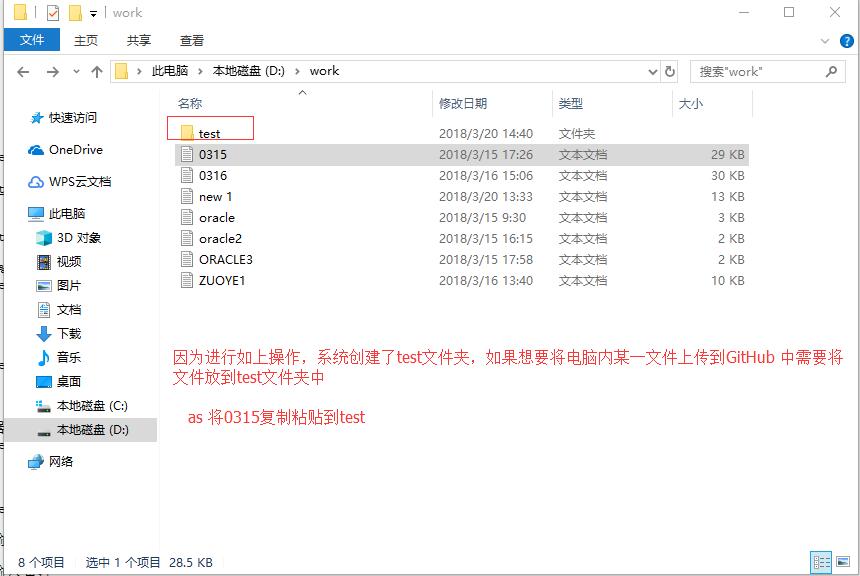 work
文件 主页 共享 查看
此电脑 本地磁盘 (D:) work 搜索"work"
名称 修改日期 类型 大小
快速访问
OneDrive
WPS云文档
此电脑
3D 对象
视频
图片
文档
下载
音乐
桌面
本地磁盘 (C:)
本地磁盘 (D:)
网络
test 2018/3/20 14:40 文件夹
0315 2018/3/15 17:26 文本文档 29 KB
0316 2018/3/16 15:06 文本文档 30 KB
new 1 2018/3/20 13:33 文本文档 13 KB
oracle 2018/3/15 9:30 文本文档 3 KB
oracle2 2018/3/15 16:15 文本文档 2 KB
ORACLE3 2018/3/15 17:58 文本文档 2 KB
ZUOYE1 2018/3/16 13:40 文本文档 10 KB
因为进行如上操作，系统创建了test文件夹，如果想要将电脑内某一文件上传到GitHub 中需要将
文件放到test文件夹中
as 将0315复制粘贴到test
8 个项目 选中 1 个项目 28.5 KB